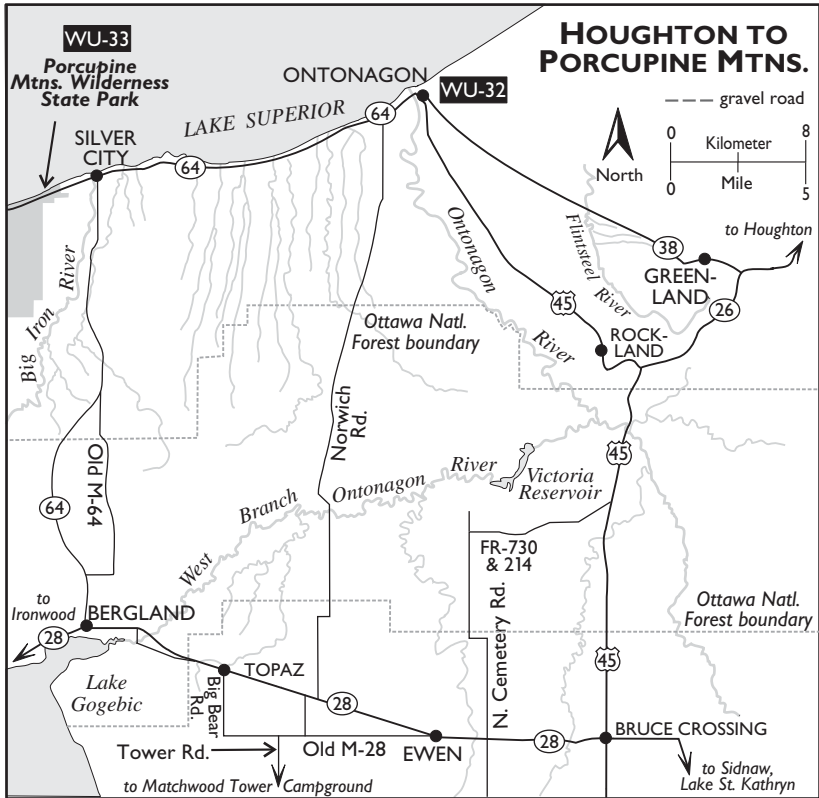 WU-33
Porcupine
Mtns. Wilderness
State Park
HOUGHTON TO
PORCUPINE MTNS.
ONTONAGON
WU-32
gravel road
LAKE SUPERIOR
64
SILVER
CITY
64
North
0
8
Kilometer
Mile
0
5
to Houghton
Big Iron River
Ontonagon River
Flintsteel River
38
GREEN-
LAND
26
45
ROCK-
LAND
Ottawa Natl.
Forest boundary
Norwich
Rd.
Old M-64
64
45
West Branch Ontonagon River
Victoria
Reservoir
FR-730
& 214
N. Cemetery Rd.
Ottawa Natl.
Forest boundary
to
Ironwood
28
BERGLAND
Lake
Gogebic
TOPAZ
Big Bear
Rd.
28
45
Tower Rd.
Old M-28
EWEN
28
BRUCE CROSSING
to Matchwood Tower Campground
to Sidnaw,
Lake St. Kathryn